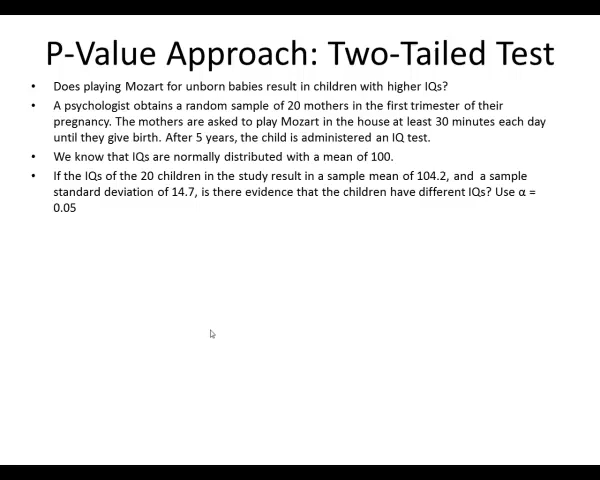 P-Value Approach: Two-Tailed Test
• Does playing Mozart for unborn babies result in children with higher IQs?
• A psychologist obtains a random sample of 20 mothers in the first trimester of their
pregnancy. The mothers are asked to play Mozart in the house at least 30 minutes each day
until they give birth. After 5 years, the child is administered an IQ test.
• We know that IQs are normally distributed with a mean of 100.
• If the IQs of the 20 children in the study result in a sample mean of 104.2, and a sample
standard deviation of 14.7, is there evidence that the children have different IQs? Use α =
0.05